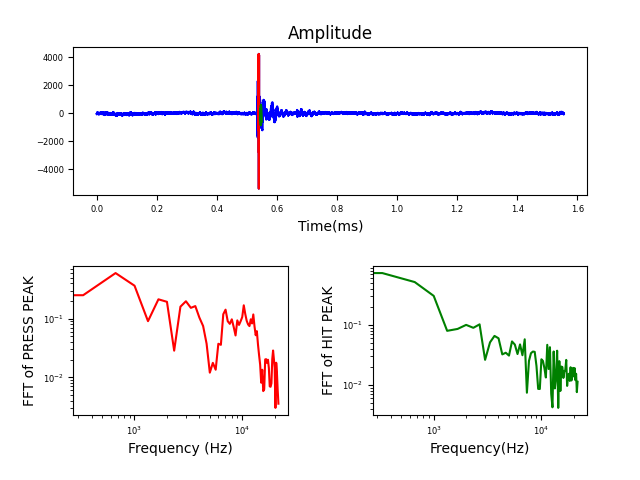 Amplitude
4000
2000
0
−2000
−4000
0.0 0.2 0.4 0.6 0.8 1.0 1.2 1.4 1.6
Time(ms)
FFT of PRESS PEAK
10⁻¹
10⁻²
10³ 10⁴
Frequency (Hz)
FFT of HIT PEAK
10⁻¹
10⁻²
10³ 10⁴
Frequency(Hz)